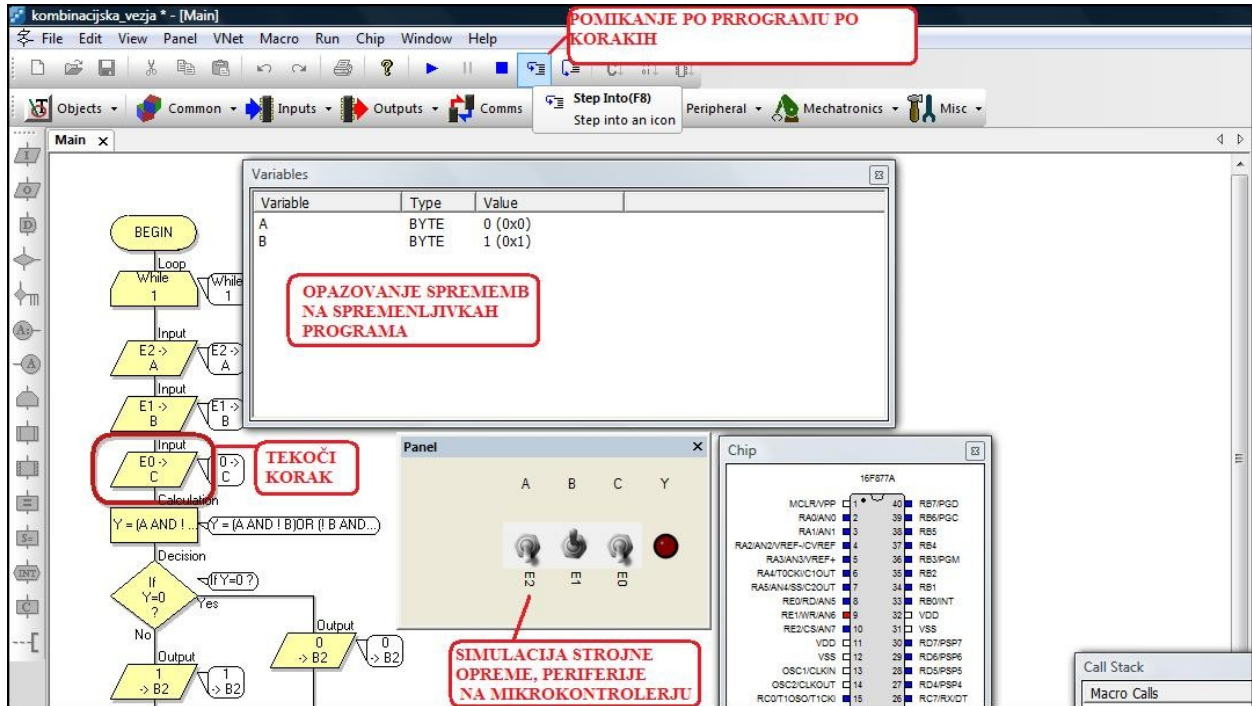 kombinacijska_vezja * - [Main]
POMIKANJE PO PRROGRAMU PO
KORAKIH
File Edit View Panel VNet Macro Run Chip Window Help
Objects Common Inputs Outputs Comms Peripheral Mechatronics Misc
Step Into(F8)
Step into an icon
Main x
Variables
Variable Type Value
A BYTE 0 (0x0)
B BYTE 1 (0x1)
OPAZOVANJE SPREMEMB
NA SPREMENLJIVKAH
PROGRAMA
BEGIN
Loop
While
1
While
1
Input
E2 ->
A
E2 ->
A
Input
E1 ->
B
E1 ->
B
Input
E0 ->
C
0 ->
C
TEKOČI
KORAK
Calculation
Y = (A AND ! ...
Y = (A AND ! B)OR (! B AND...)
Decision
If
Y=0
?
(If Y=0 ?)
Yes
No
Output
0
-> B2
0
-> B2
Output
1
-> B2
1
-> B2
Panel
A B C Y
E2 E1 E0
SIMULACIJA STROJNE
OPREME, PERIFERIJE
NA MIKROKONTROLERJU
Chip
16F877A
MCLR/VPP 1 40 RB7/PGD
RA0/AN0 2 39 RB6/PGC
RA1/AN1 3 38 RB5
RA2/AN2/VREF-/CVREF 4 37 RB4
RA3/AN3/VREF+ 5 36 RB3/PGM
RA4/T0CKI/C1OUT 6 35 RB2
RA5/AN4/SS/C2OUT 7 34 RB1
RE0/RD/AN5 8 33 RB0/INT
RE1/WR/AN6 9 32 VDD
RE2/CS/AN7 10 31 VSS
VDD 11 30 RD7/PSP7
VSS 12 29 RD6/PSP6
OSC1/CLKIN 13 28 RD5/PSP5
OSC2/CLKOUT 14 27 RD4/PSP4
RC0/T1OSO/T1CKI 15 26 RC7/RX/DT
Call Stack
Macro Calls